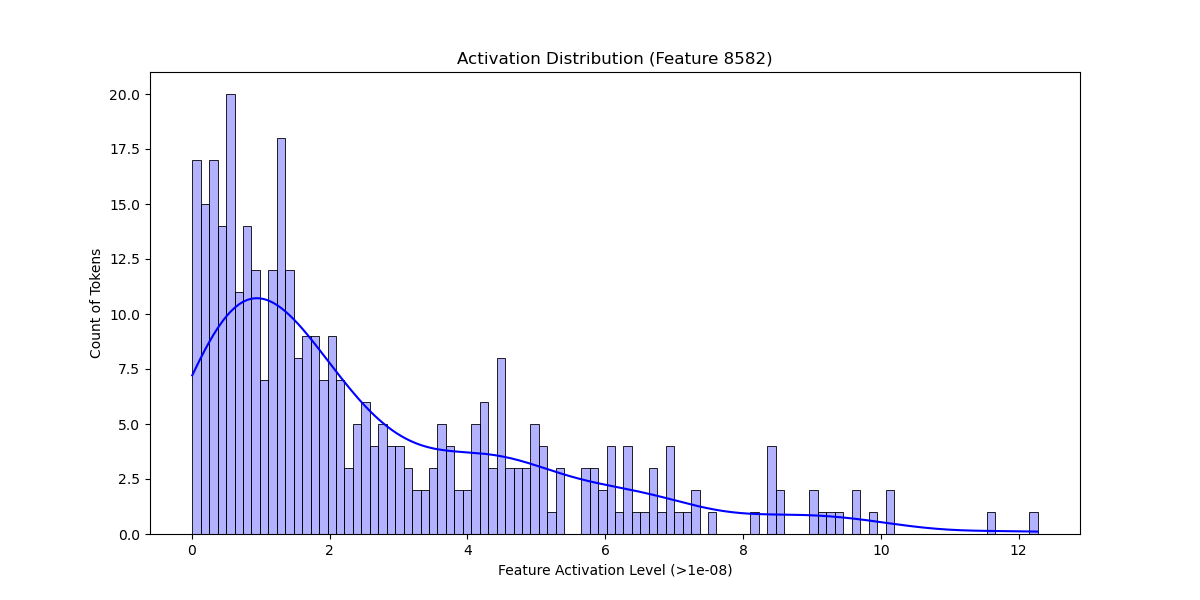 Activation Distribution (Feature 8582)
20.0
17.5
15.0
12.5
10.0
7.5
5.0
2.5
0.0
Count of Tokens
0 2 4 6 8 10 12
Feature Activation Level (>1e-08)